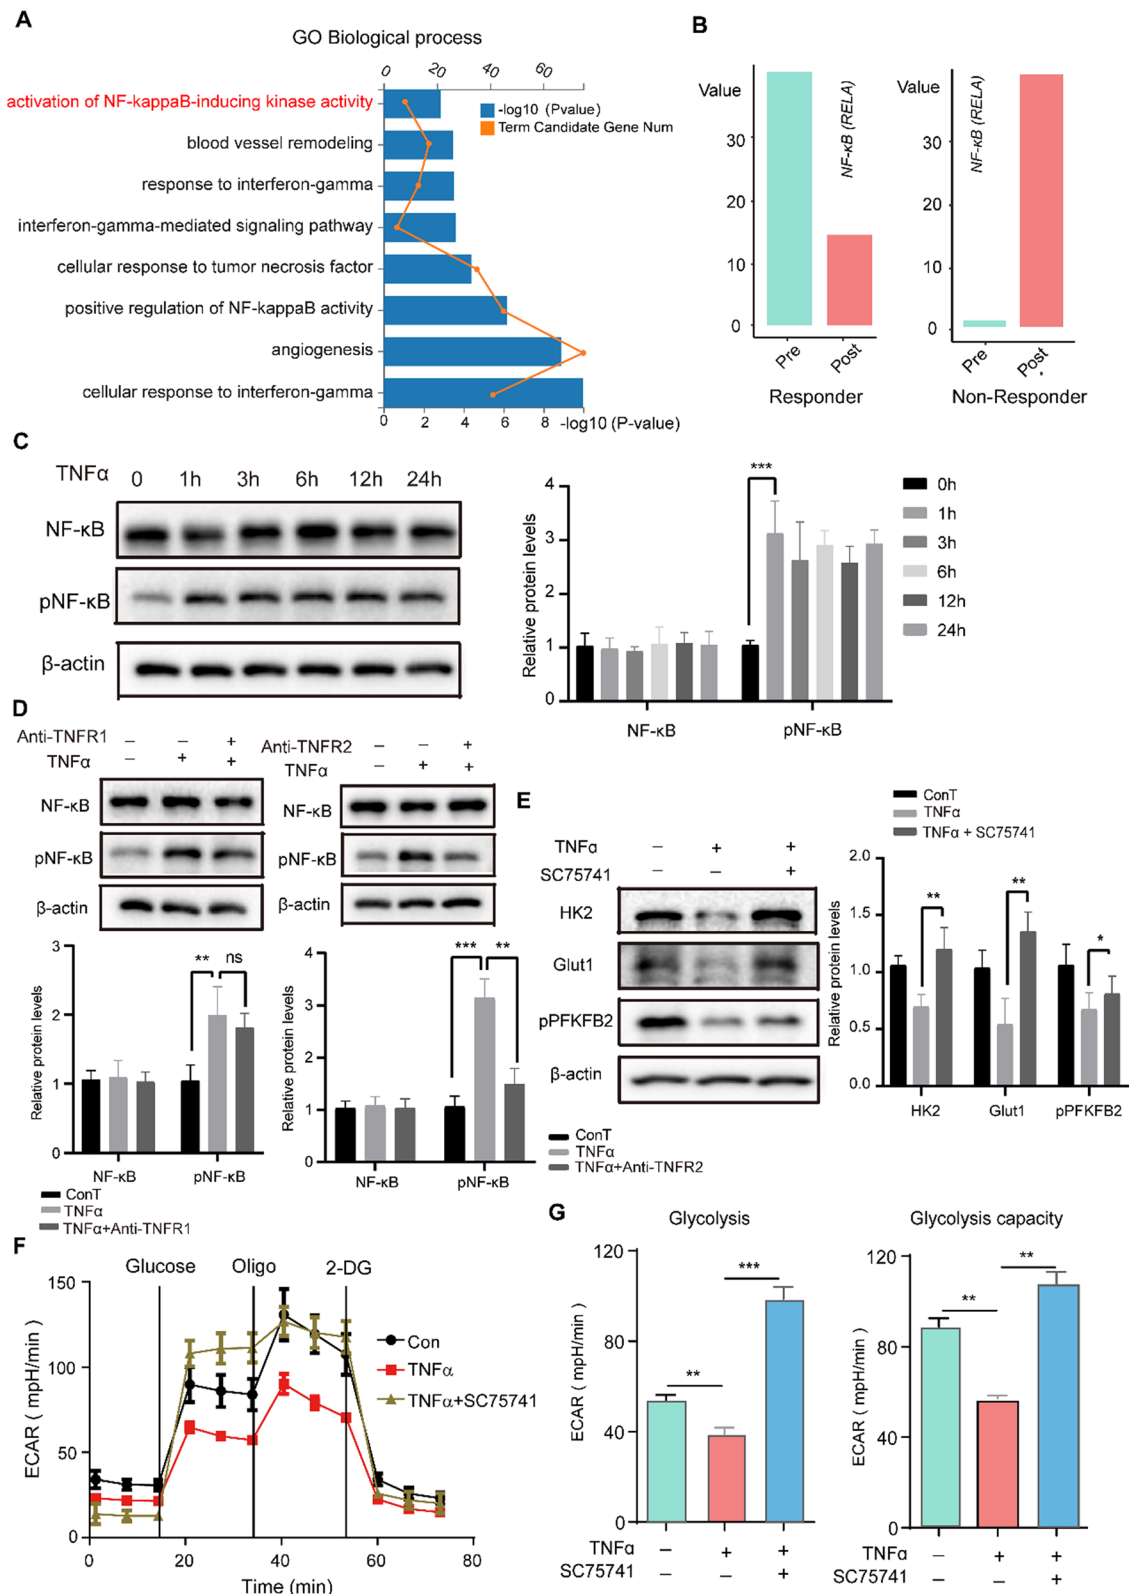 A
GO Biological process
0 20 40 60
activation of NF-kappaB-inducing kinase activity
blood vessel remodeling
response to interferon-gamma
interferon-gamma-mediated signaling pathway
cellular response to tumor necrosis factor
positive regulation of NF-kappaB activity
angiogenesis
cellular response to interferon-gamma
-log10 (Pvalue)
Term Candidate Gene Num
0 2 4 6 8 -log10 (P-value)
B
Value
30
20
10
0
NF-κB (RELA)
Pre Post
Responder
Value
30
20
10
0
NF-κB (RELA)
Pre Post
Non-Responder
C
TNFα 0 1h 3h 6h 12h 24h
NF-κB
pNF-κB
β-actin
Relative protein levels
5
4
3
2
1
0
***
NF-κB pNF-κB
0h
1h
3h
6h
12h
24h
D
Anti-TNFR1 – – +
TNFα – + +
NF-κB
pNF-κB
β-actin
Relative protein levels
3
2
1
0
** ns
NF-κB pNF-κB
ConT
TNFα
TNFα+Anti-TNFR1
Anti-TNFR2 – – +
TNFα – + +
NF-κB
pNF-κB
β-actin
Relative protein levels
4
3
2
1
0
*** **
NF-κB pNF-κB
ConT
TNFα
TNFα+Anti-TNFR2
E
TNFα – + +
SC75741 – – +
HK2
Glut1
pPFKFB2
β-actin
ConT
TNFα
TNFα + SC75741
Relative protein levels
2.0
1.5
1.0
0.5
0.0
** ** *
HK2 Glut1 pPFKFB2
F
Glucose Oligo 2-DG
ECAR ( mpH/min)
150
100
50
0
0 20 40 60 80
Time (min)
Con
TNFα
TNFα+SC75741
G
Glycolysis
ECAR ( mpH/min)
120
80
40
0
** ***
TNFα – + +
SC75741 – – +
Glycolysis capacity
ECAR ( mpH/min)
120
80
40
0
** **
TNFα – + +
SC75741 – – +